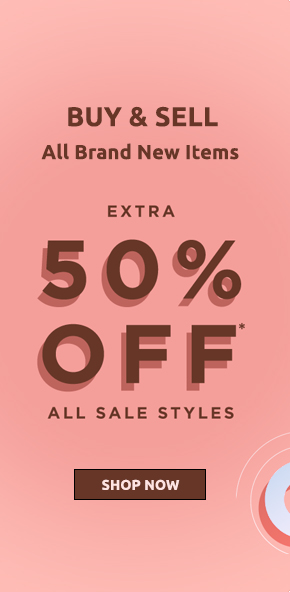 BUY & SELL
All Brand New Items
EXTRA
50%
OFF*
ALL SALE STYLES
SHOP NOW